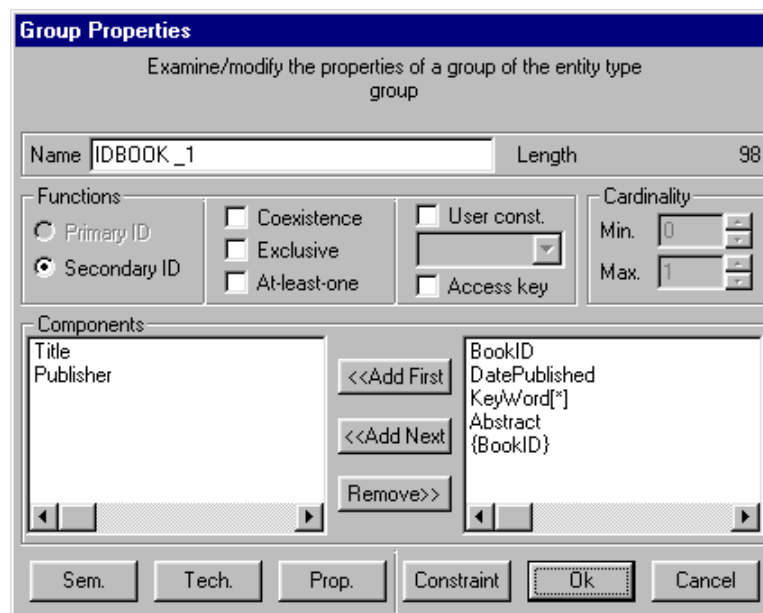 Group Properties
Examine/modify the properties of a group of the entity type
group
Name IDBOOK_1 Length 98
Functions
Primary ID
Secondary ID
Coexistence
Exclusive
At-least-one
User const.
Access key
Cardinality
Min. 0
Max. 1
Components
Title
Publisher
<<Add First
<<Add Next
Remove>>
BookID
DatePublished
KeyWord[*]
Abstract
{BookID}
Sem. Tech. Prop. Constraint Ok Cancel